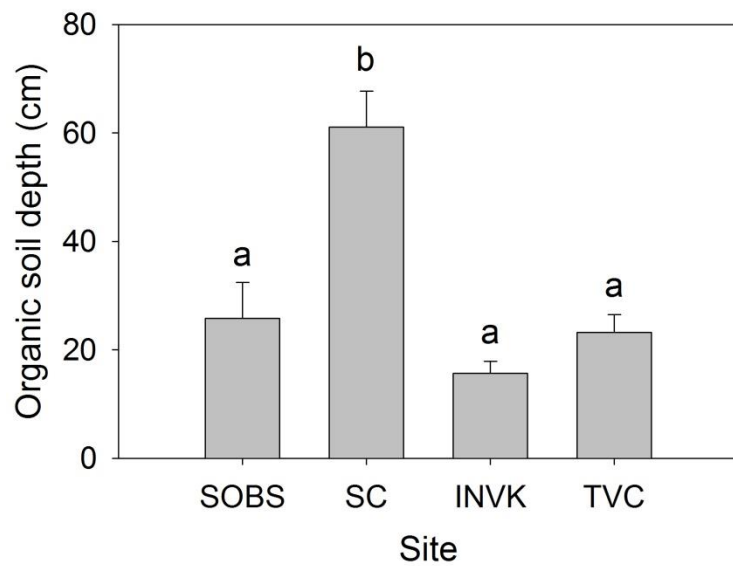 80
60
40
20
0
Organic soil depth (cm)
a
b
a
a
SOBS SC INVK TVC
Site